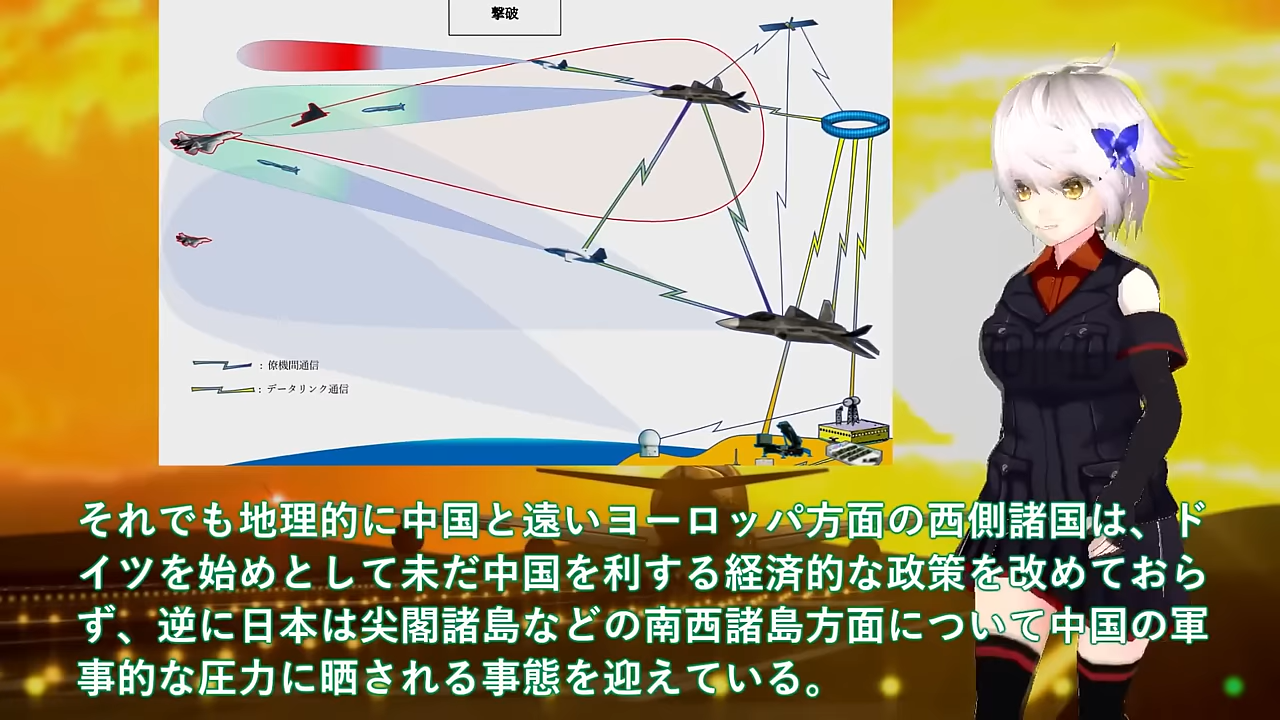 撃破
：僚機間通信
：データリンク通信
それでも地理的に中国と遠いヨーロッパ方面の西側諸国は、ド
イツを始めとして未だ中国を利する経済的な政策を改めておら
ず、逆に日本は尖閣諸島などの南西諸島方面について中国の軍
事的な圧力に晒される事態を迎えている。